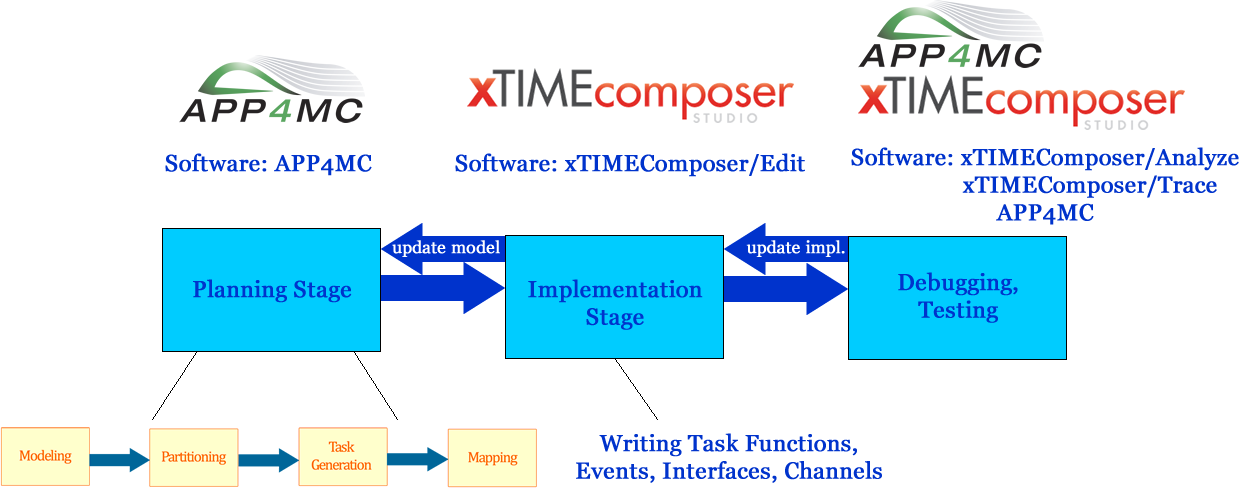 APP4MC
xTIMEcomposer
STUDIO
APP4MC
xTIMEcomposer
STUDIO
Software: APP4MC
Software: xTIMEComposer/Edit
Software: xTIMEComposer/Analyze
xTIMEComposer/Trace
APP4MC
Planning Stage
update model
Implementation
Stage
update impl.
Debugging,
Testing
Modeling
Partitioning
Task
Generation
Mapping
Writing Task Functions,
Events, Interfaces, Channels